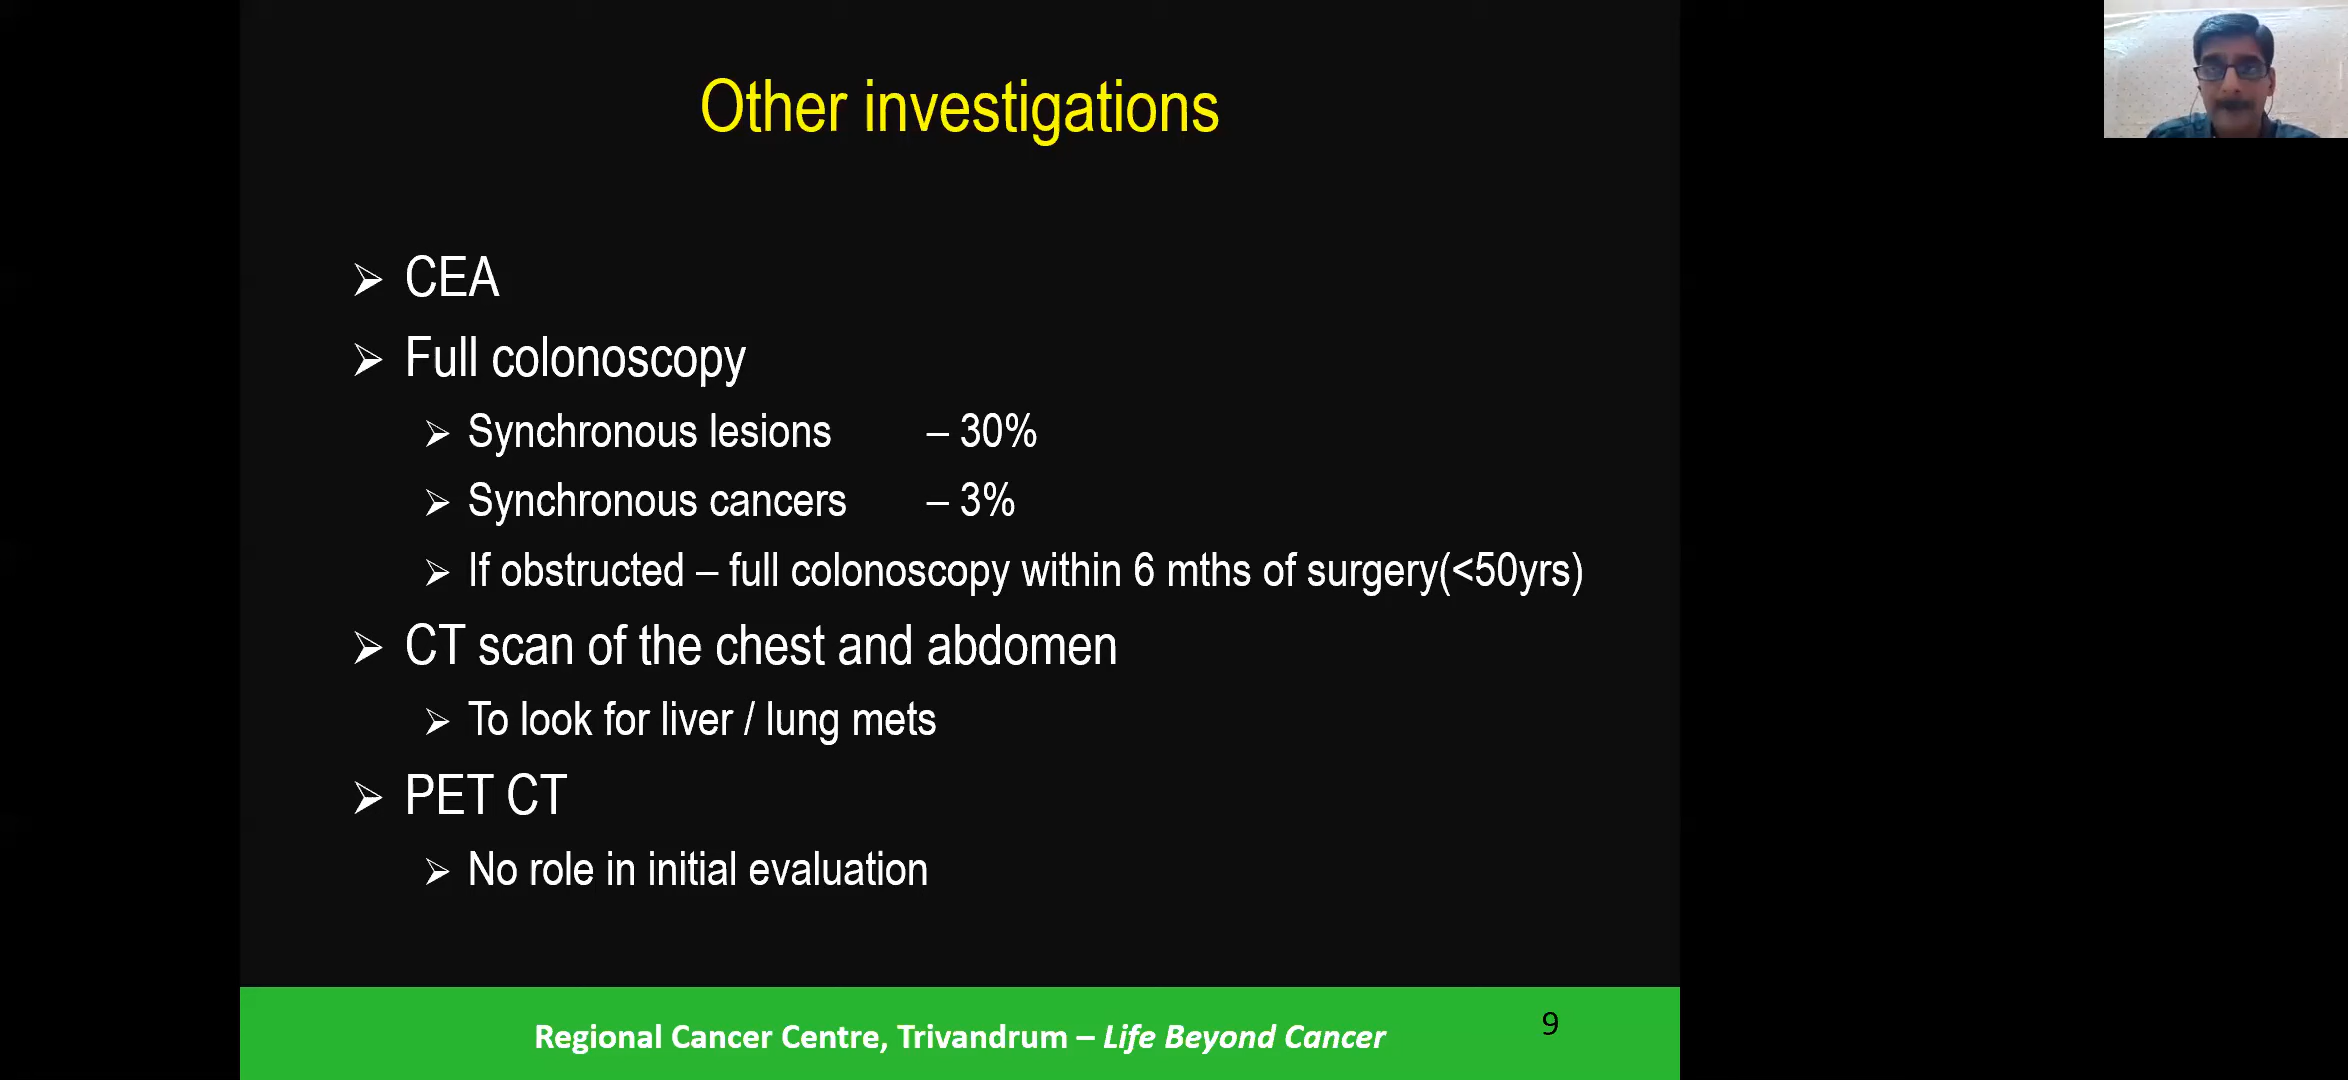 Other investigations
➢ CEA
➢ Full colonoscopy
➢ Synchronous lesions – 30%
➢ Synchronous cancers – 3%
➢ If obstructed – full colonoscopy within 6 mths of surgery(<50yrs)
➢ CT scan of the chest and abdomen
➢ To look for liver / lung mets
➢ PET CT
➢ No role in initial evaluation
Regional Cancer Centre, Trivandrum – Life Beyond Cancer
9